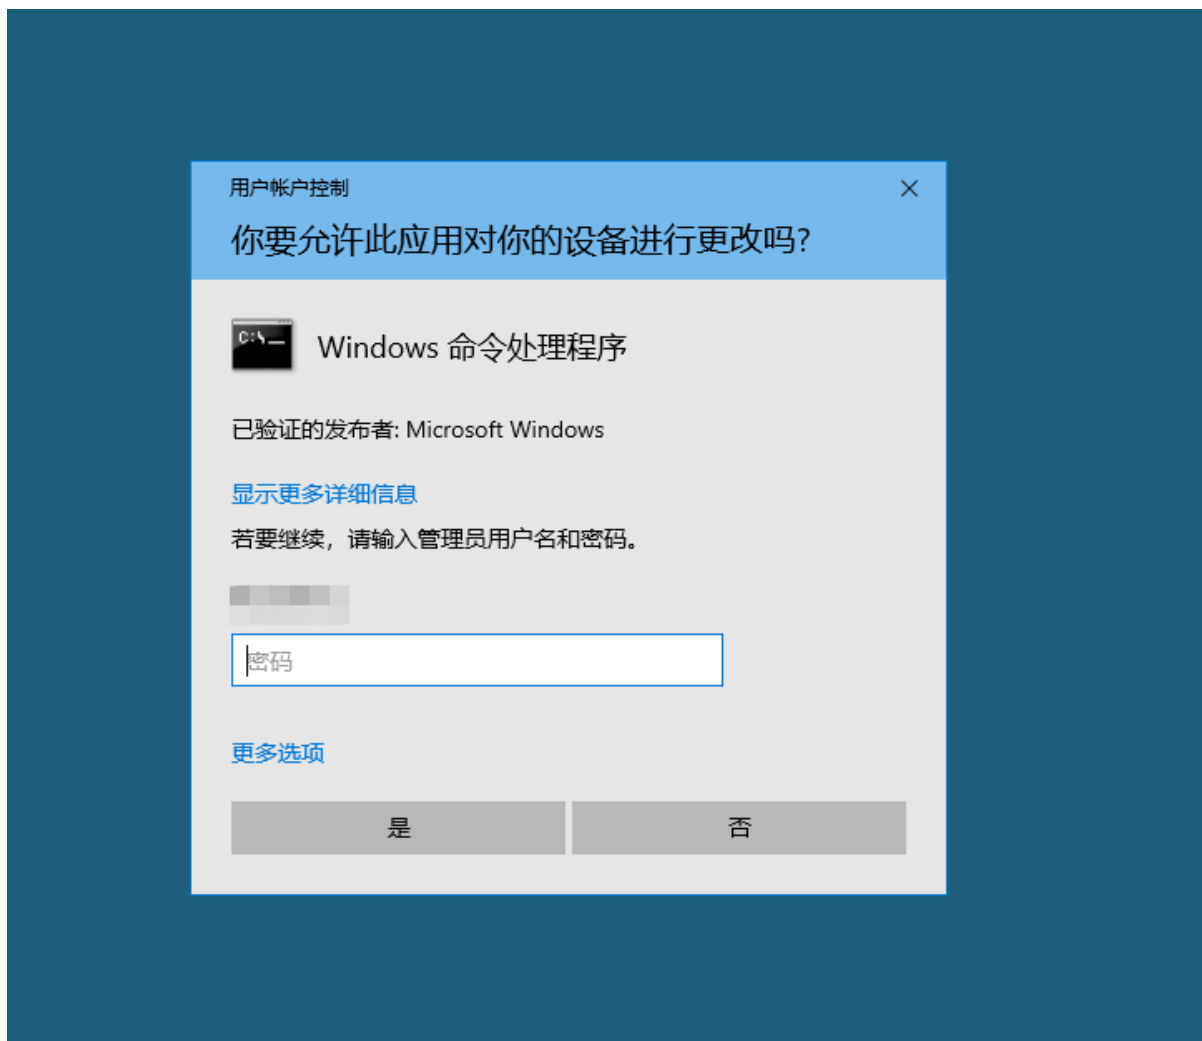 用户帐户控制
你要允许此应用对你的设备进行更改吗?
C:\_
Windows 命令处理程序
已验证的发布者: Microsoft Windows
显示更多详细信息
若要继续，请输入管理员用户名和密码。
密码
更多选项
是
否